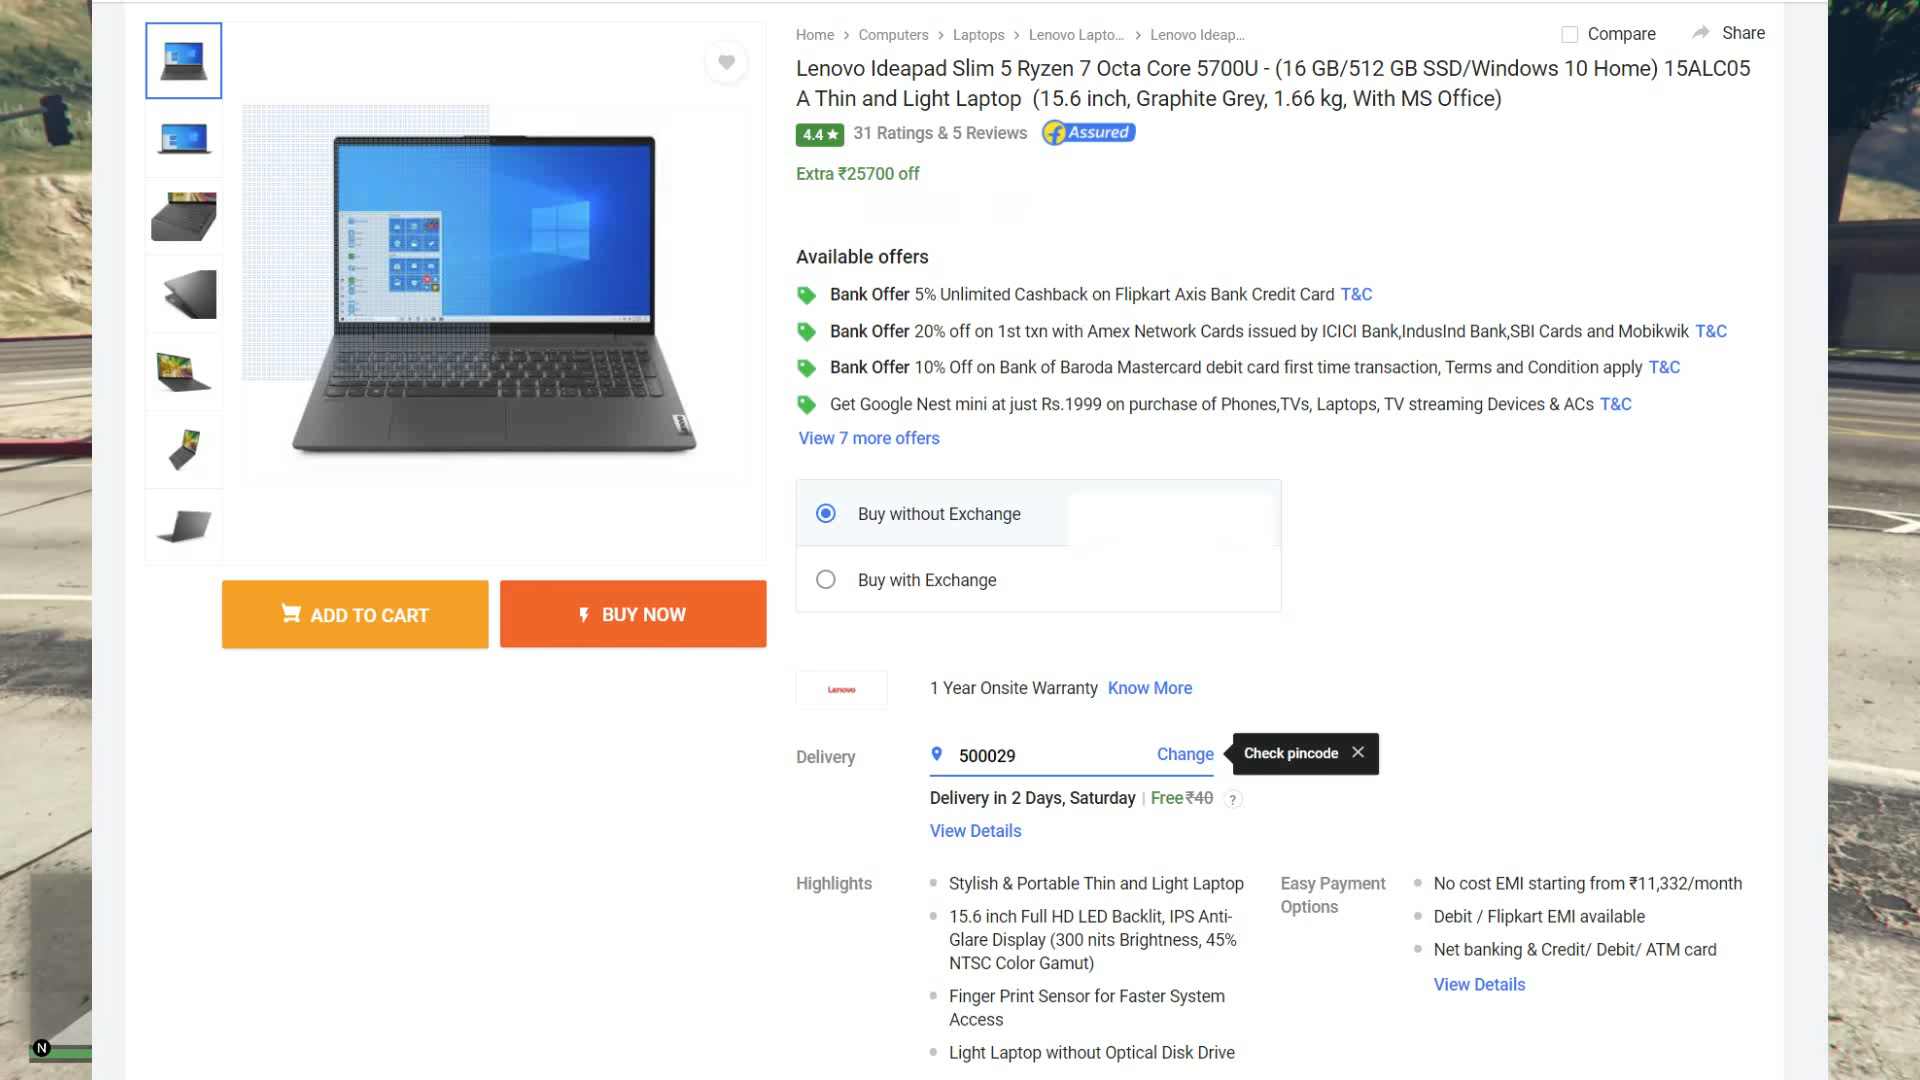 Home > Computers > Laptops > Lenovo Lapto... > Lenovo Ideap...
Compare
Share
Lenovo Ideapad Slim 5 Ryzen 7 Octa Core 5700U - (16 GB/512 GB SSD/Windows 10 Home) 15ALC05
A Thin and Light Laptop (15.6 inch, Graphite Grey, 1.66 kg, With MS Office)
4.4★ 31 Ratings & 5 Reviews Assured
Extra ₹25700 off
Available offers
Bank Offer 5% Unlimited Cashback on Flipkart Axis Bank Credit Card T&C
Bank Offer 20% off on 1st txn with Amex Network Cards issued by ICICI Bank,IndusInd Bank,SBI Cards and Mobikwik T&C
Bank Offer 10% Off on Bank of Baroda Mastercard debit card first time transaction, Terms and Condition apply T&C
Get Google Nest mini at just Rs.1999 on purchase of Phones,TVs, Laptops, TV streaming Devices & ACs T&C
View 7 more offers
Buy without Exchange
Buy with Exchange
ADD TO CART
BUY NOW
Lenovo
1 Year Onsite Warranty Know More
Delivery
500029
Change
Check pincode
Delivery in 2 Days, Saturday | Free ₹40 ?
View Details
Highlights
Stylish & Portable Thin and Light Laptop
15.6 inch Full HD LED Backlit, IPS Anti-
Glare Display (300 nits Brightness, 45%
NTSC Color Gamut)
Finger Print Sensor for Faster System
Access
Light Laptop without Optical Disk Drive
Easy Payment
Options
No cost EMI starting from ₹11,332/month
Debit / Flipkart EMI available
Net banking & Credit/ Debit/ ATM card
View Details
N